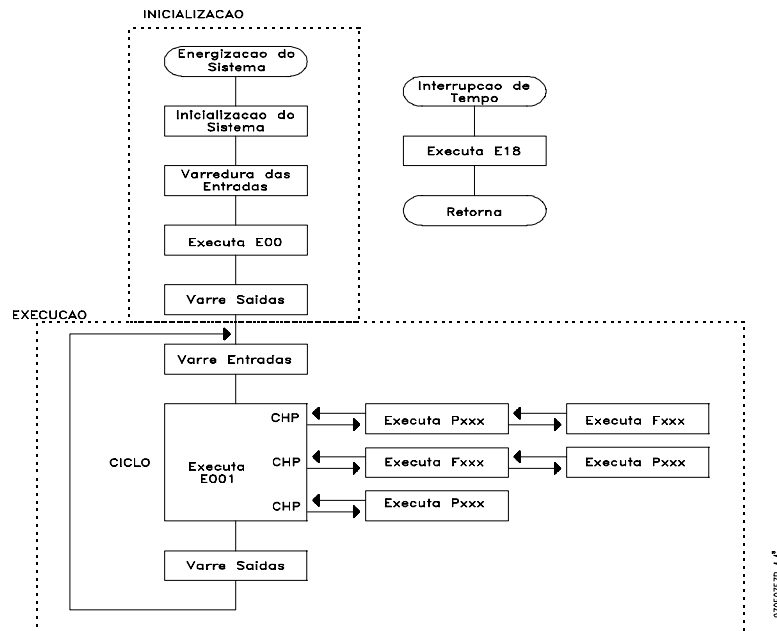 INICIALIZACAO
Energizacao do
Sistema
Inicializacao do
Sistema
Varredura das
Entradas
Executa E00
Varre Saidas
Interrupcao de
Tempo
Executa E18
Retorna
EXECUCAO
Varre Entradas
CICLO
Executa
E001
CHP
Executa Pxxx
Executa Fxxx
CHP
Executa Fxxx
Executa Pxxx
CHP
Executa Pxxx
Varre Saidas